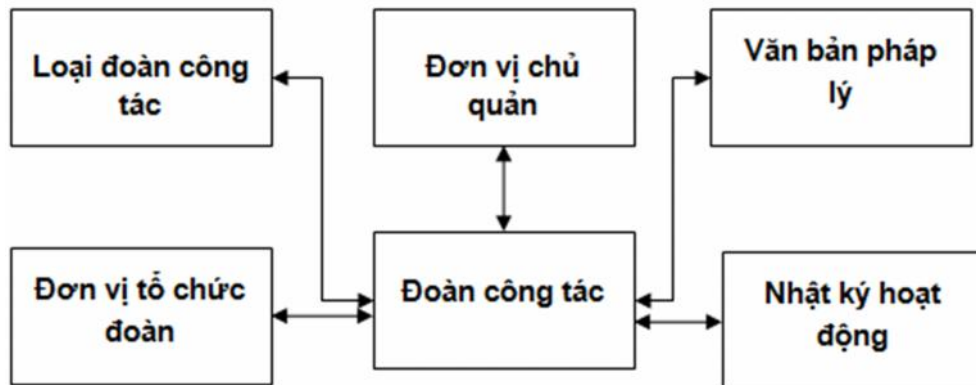 Loại đoàn công
tác
Đơn vị chủ
quản
Văn bản pháp
lý
Đơn vị tổ chức
đoàn
Đoàn công tác
Nhật ký hoạt
động